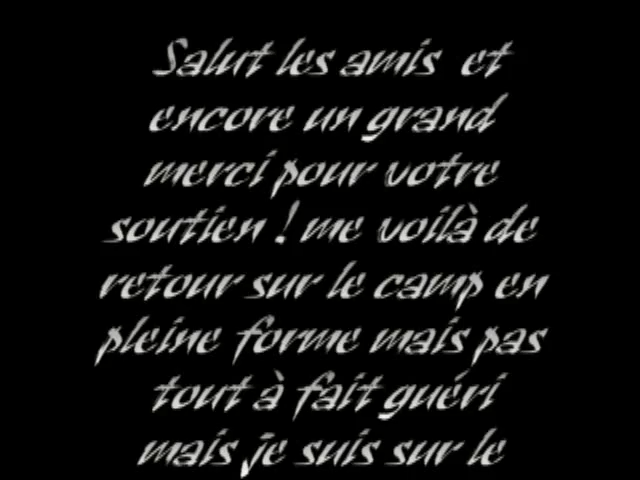 Salut les amis et
encore un grand
merci pour votre
soutien ! me voilà de
retour sur le camp en
pleine forme mais pas
tout à fait guéri
mais je suis sur le